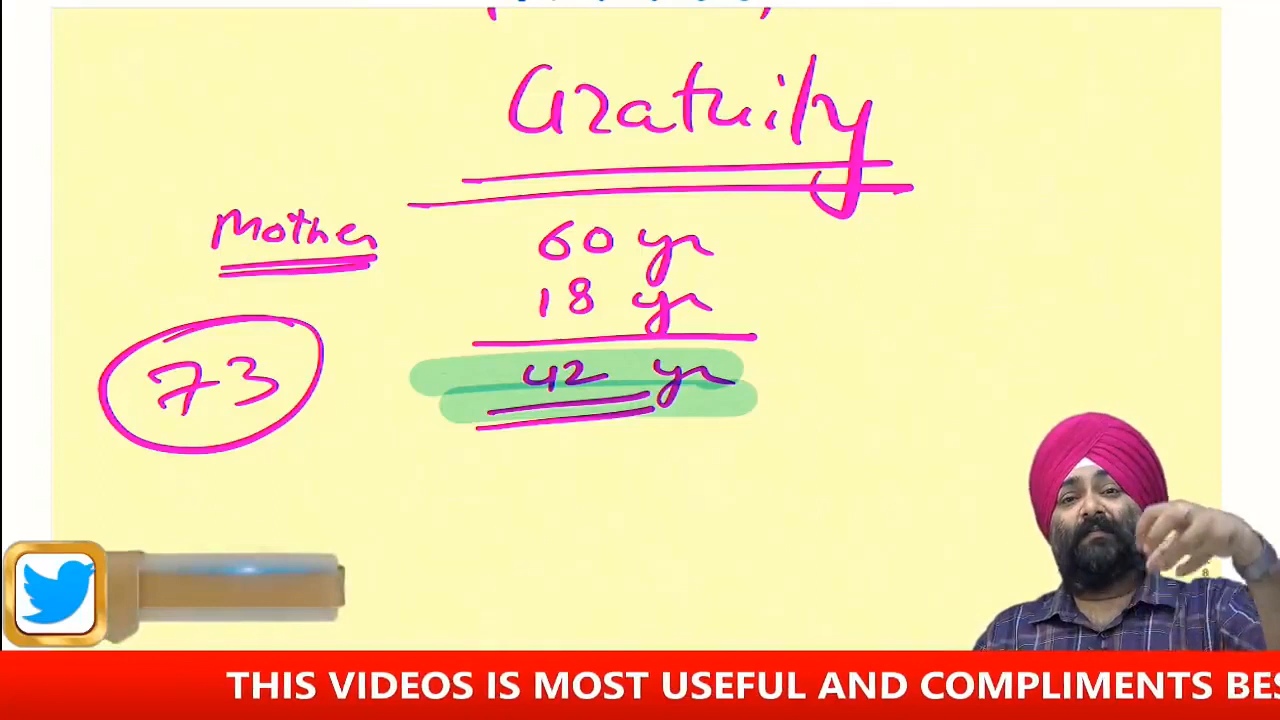 Gratuity
Mother
60 yr
18 yr
42 yr
73
THIS VIDEOS IS MOST USEFUL AND COMPLIMENTS BES